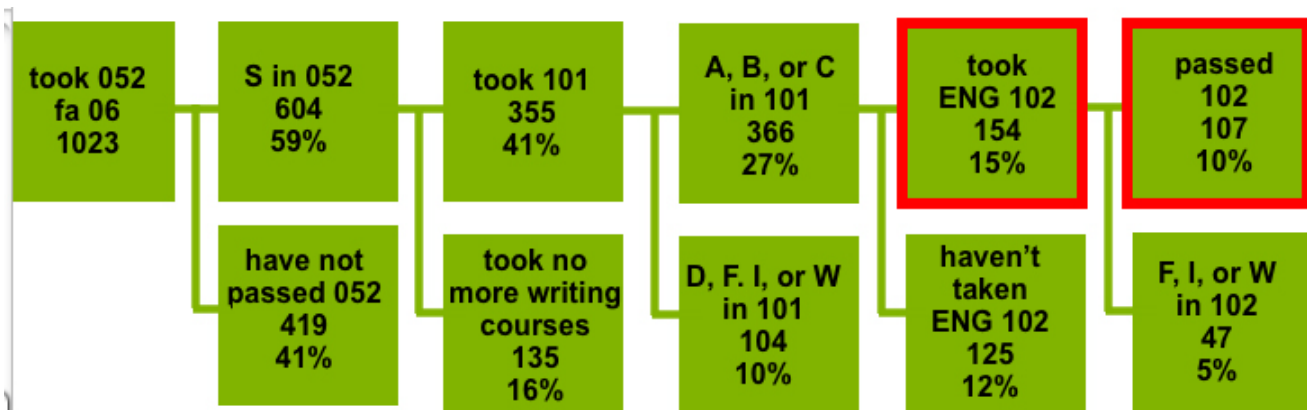 took 052
fa 06
1023
S in 052
604
59%
took 101
355
41%
A, B, or C
in 101
366
27%
took
ENG 102
154
15%
passed
102
107
10%
have not
passed 052
419
41%
took no
more writing
courses
135
16%
D, F. I, or W
in 101
104
10%
haven't
taken
ENG 102
125
12%
F, I, or W
in 102
47
5%